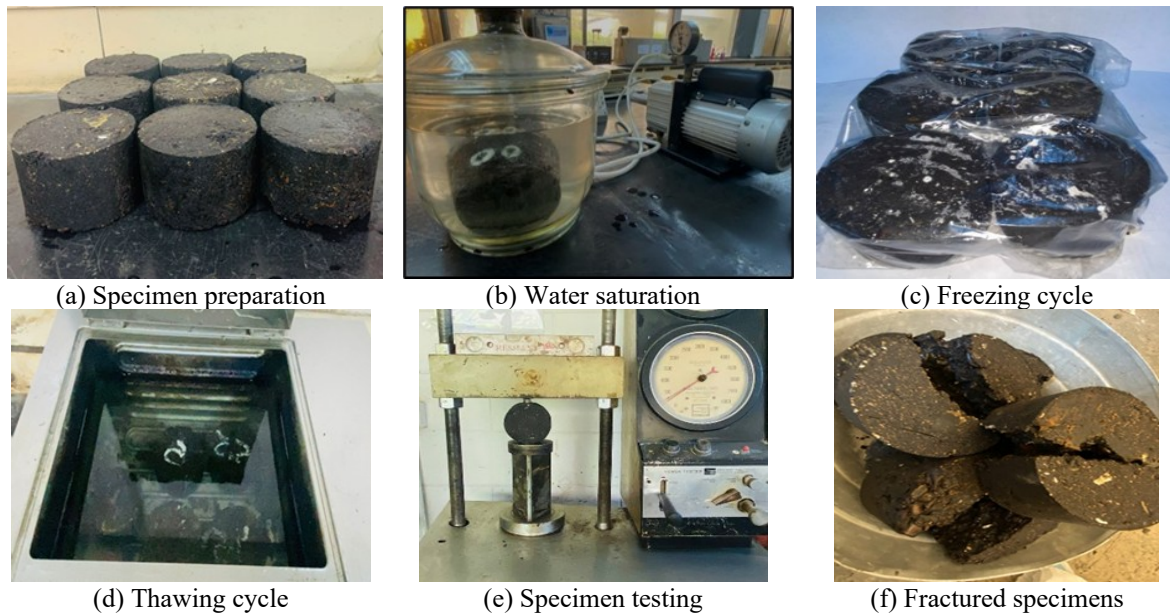 (a) Specimen preparation
(b) Water saturation
(c) Freezing cycle
(d) Thawing cycle
(e) Specimen testing
(f) Fractured specimens